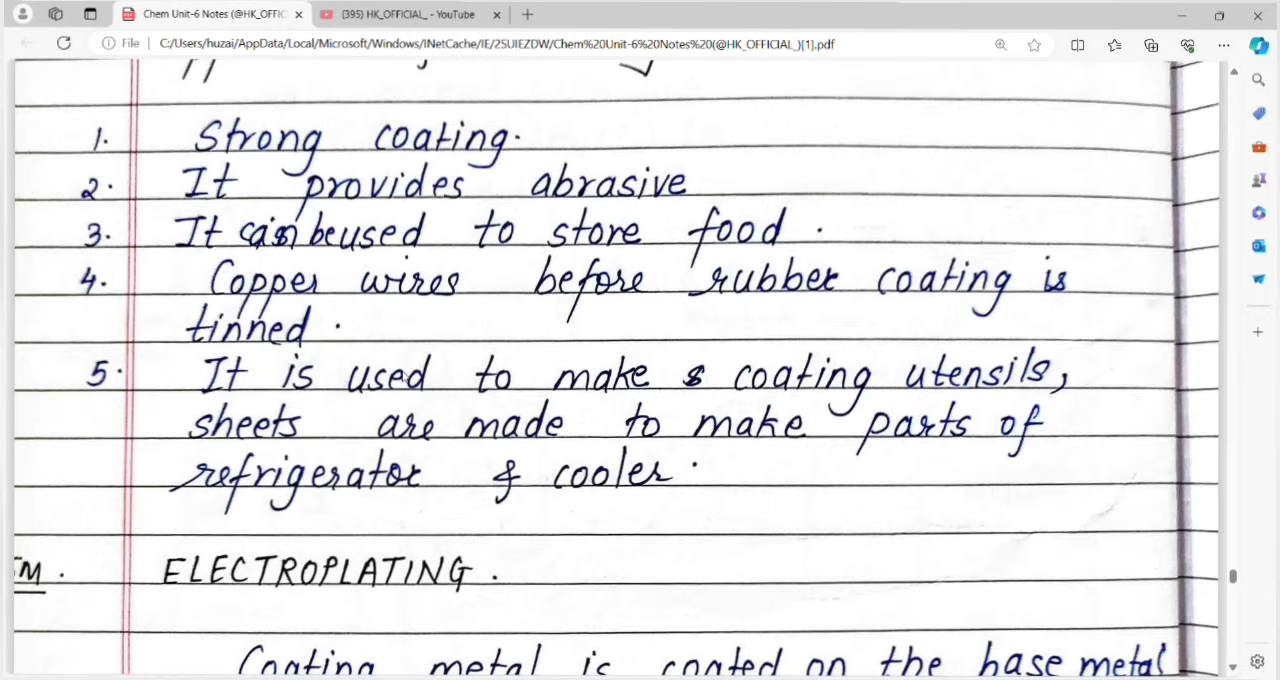 Chem Unit-6 Notes (@HK_OFFIC
(395) HK_OFFICIAL_ - YouTube
File
C:/Users/huzai/AppData/Local/Microsoft/Windows/INetCache/IE/2SUIEZDW/Chem%20Unit-6%20Notes%20(@HK_OFFICIAL_)[1].pdf
1. Strong coating.
2. It provides abrasive
3. It can be used to store food.
4. Copper wires before rubber coating is
tinned.
5. It is used to make s coating utensils,
sheets are made to make parts of
refrigerator & cooler.
M. ELECTROPLATING.
Coating metal is coated on the base metal